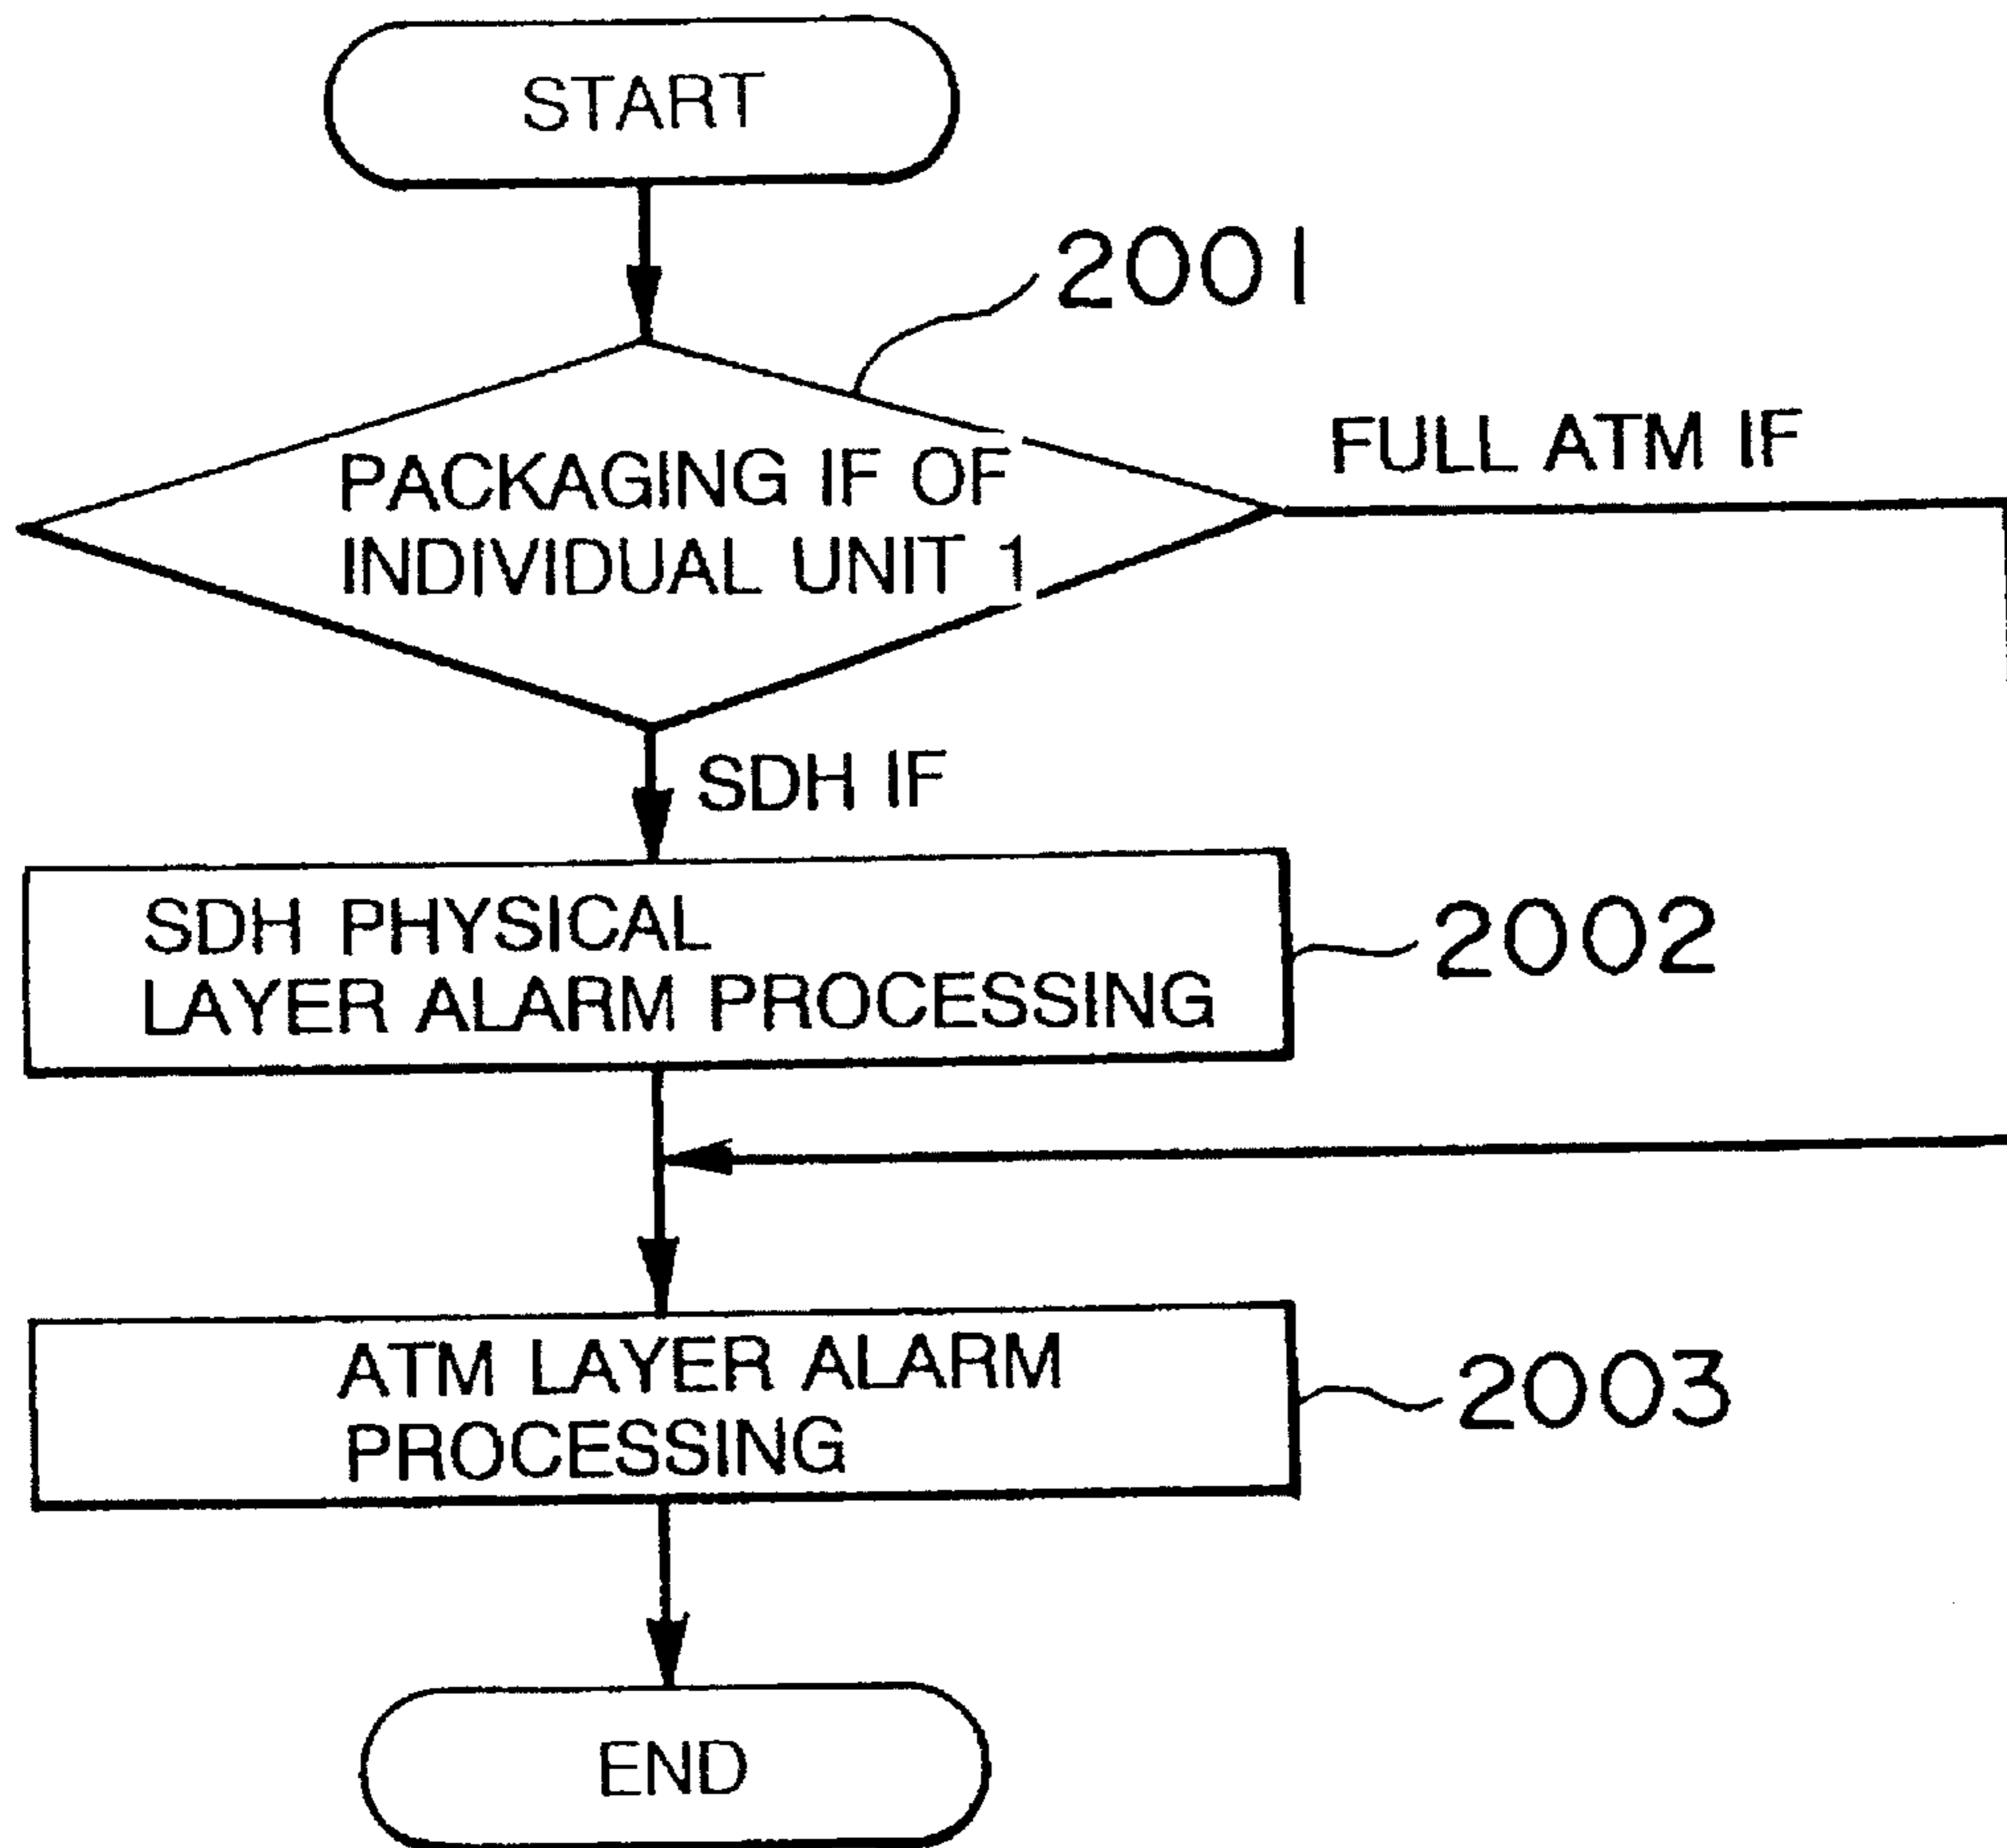 START
2001
PACKAGING IF OF
INDIVIDUAL UNIT 1
FULL ATM IF
SDH IF
SDH PHYSICAL
LAYER ALARM PROCESSING
2002
ATM LAYER ALARM
PROCESSING
2003
END